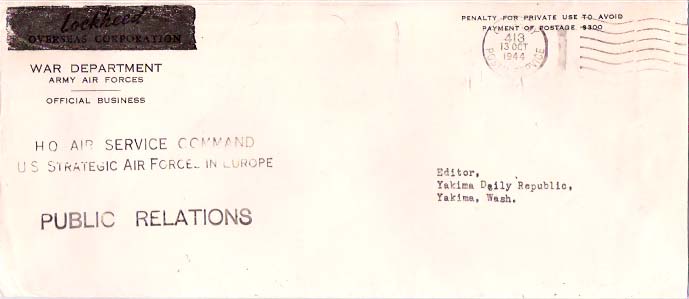 Lockheed
OVERSEAS CORPORATION
WAR DEPARTMENT
ARMY AIR FORCES
OFFICIAL BUSINESS
PENALTY FOR PRIVATE USE TO AVOID
PAYMENT OF POSTAGE $300
413
13 OCT
1944
HQ AIR SERVICE COMMAND
U S STRATEGIC AIR FORCES IN EUROPE
PUBLIC RELATIONS
Editor,
Yakima Daily Republic,
Yakima, Wash.